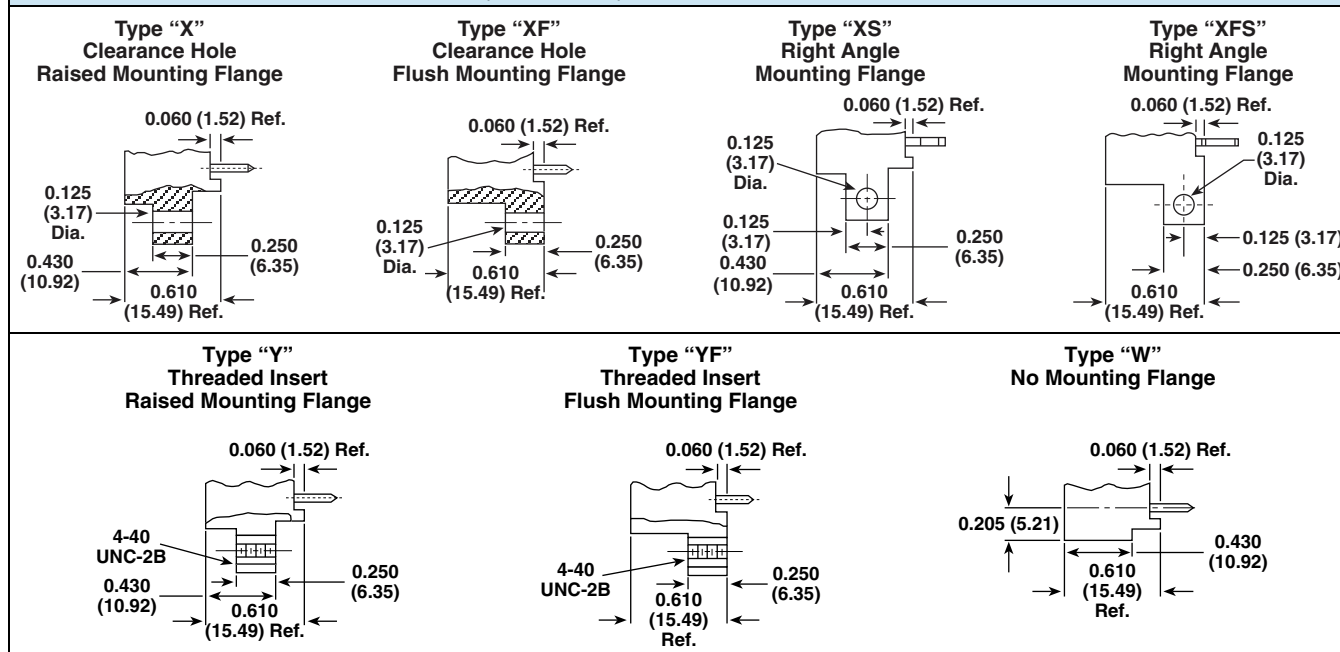 Type “X”
Clearance Hole
Raised Mounting Flange
0.060 (1.52) Ref.
0.125
(3.17)
Dia.
0.430
(10.92)
0.250
(6.35)
0.610
(15.49) Ref.
Type “XF”
Clearance Hole
Flush Mounting Flange
0.060 (1.52) Ref.
0.125
(3.17)
Dia.
0.250
(6.35)
0.610
(15.49) Ref.
Type “XS”
Right Angle
Mounting Flange
0.060 (1.52) Ref.
0.125
(3.17)
Dia.
0.125
(3.17)
0.430
(10.92)
0.250
(6.35)
0.610
(15.49) Ref.
Type “XFS”
Right Angle
Mounting Flange
0.060 (1.52) Ref.
0.125
(3.17)
Dia.
0.125 (3.17)
0.250 (6.35)
0.610
(15.49) Ref.
Type “Y”
Threaded Insert
Raised Mounting Flange
0.060 (1.52) Ref.
4-40
UNC-2B
0.430
(10.92)
0.250
(6.35)
0.610
(15.49) Ref.
Type “YF”
Threaded Insert
Flush Mounting Flange
0.060 (1.52) Ref.
4-40
UNC-2B
0.250
(6.35)
0.610
(15.49)
Ref.
Type “W”
No Mounting Flange
0.060 (1.52) Ref.
0.205 (5.21)
0.430
(10.92)
0.610
(15.49)
Ref.